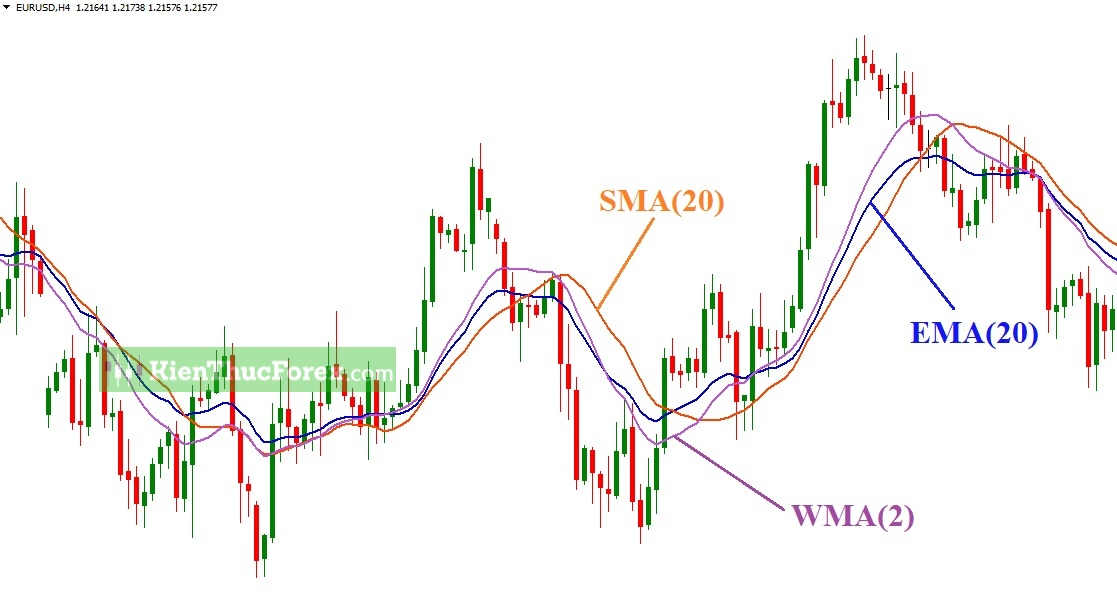 EURUSD,H4 1.21641 1.21738 1.21576 1.21577
SMA(20)
EMA(20)
KienThucForex.com
WMA(2)